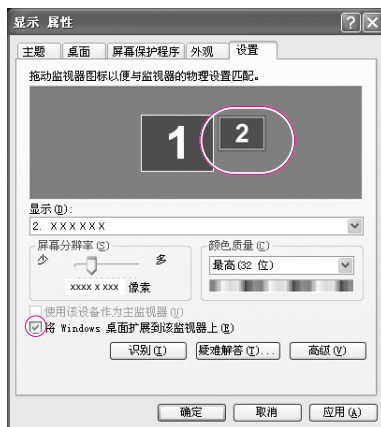 显示 属性
主题 桌面 屏幕保护程序 外观 设置
拖动监视器图标以便与监视器的物理设置匹配。
1 2
显示(D):
2. XXXXXX
屏幕分辨率(S) 颜色质量(C)
少 多 最高(32 位)
xxxx x xxx 像素
使用该设备作为主监视器(U)
将 Windows 桌面扩展到该监视器上(E)
识别(I) 疑难解答(T)... 高级(V)
确定 取消 应用(A)